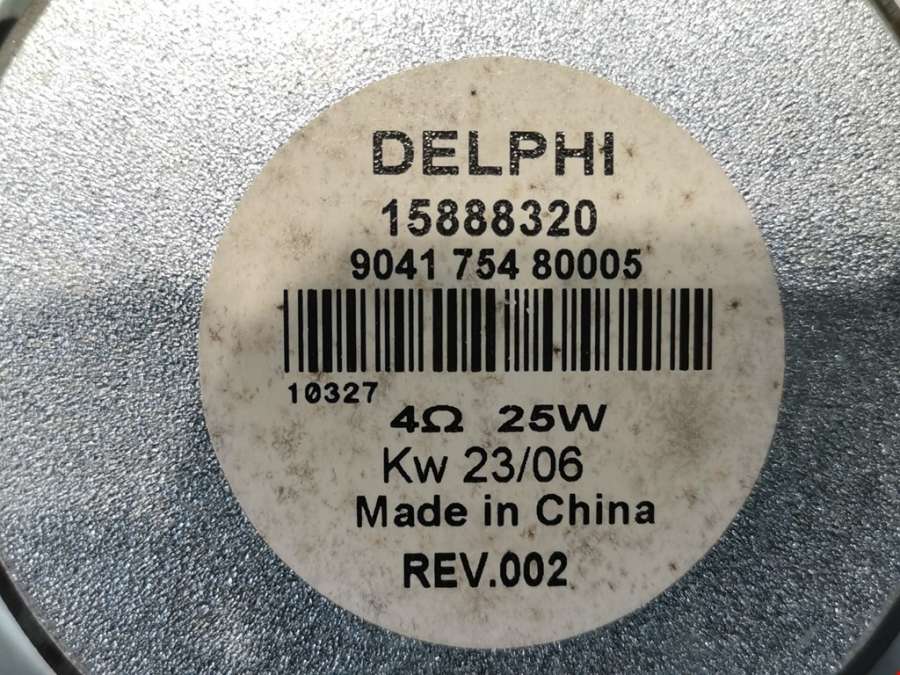 DELPHI
15888320
9041 754 80005
10327
4Ω 25W
Kw 23/06
Made in China
REV.002